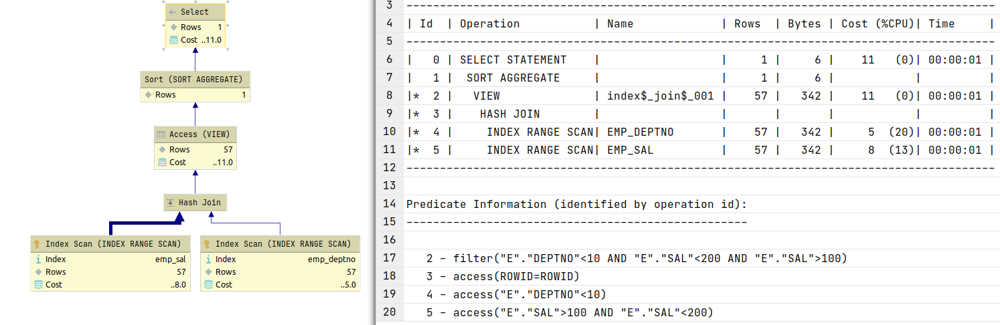 Select
Rows 1
Cost ..11.0
Sort (SORT AGGREGATE)
Rows 1
Access (VIEW)
Rows 57
Cost ..11.0
Hash Join
Index Scan (INDEX RANGE SCAN)
Index emp_sal
Rows 57
Cost ..8.0
Index Scan (INDEX RANGE SCAN)
Index emp_deptno
Rows 57
Cost ..5.0
3 ----------------------------------------------------------------------------------------
4 | Id  | Operation           | Name             | Rows  | Bytes | Cost (%CPU)| Time     |
5 ----------------------------------------------------------------------------------------
6 |   0 | SELECT STATEMENT    |                  |     1 |     6 |    11   (0)| 00:00:01 |
7 |   1 |  SORT AGGREGATE     |                  |     1 |     6 |            |          |
8 |*  2 |   VIEW              | index$_join$_001 |    57 |   342 |    11   (0)| 00:00:01 |
9 |*  3 |    HASH JOIN        |                  |       |       |            |          |
10 |*  4 |     INDEX RANGE SCAN| EMP_DEPTNO       |    57 |   342 |     5  (20)| 00:00:01 |
11 |*  5 |     INDEX RANGE SCAN| EMP_SAL          |    57 |   342 |     8  (13)| 00:00:01 |
12 ----------------------------------------------------------------------------------------
13
14 Predicate Information (identified by operation id):
15 ---------------------------------------------------
16
17    2 - filter("E"."DEPTNO"<10 AND "E"."SAL"<200 AND "E"."SAL">100)
18    3 - access(ROWID=ROWID)
19    4 - access("E"."DEPTNO"<10)
20    5 - access("E"."SAL">100 AND "E"."SAL"<200)